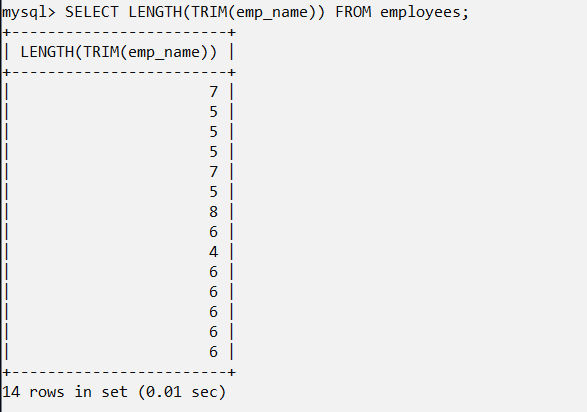 mysql> SELECT LENGTH(TRIM(emp_name)) FROM employees;
+------------------------+
| LENGTH(TRIM(emp_name)) |
+------------------------+
|                      7 |
|                      5 |
|                      5 |
|                      5 |
|                      7 |
|                      5 |
|                      8 |
|                      6 |
|                      4 |
|                      6 |
|                      6 |
|                      6 |
|                      6 |
|                      6 |
+------------------------+
14 rows in set (0.01 sec)